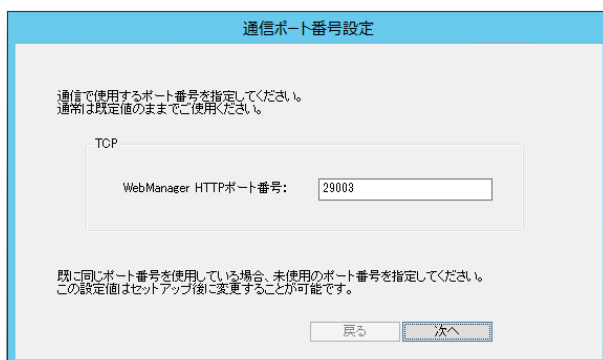 通信ポート番号設定
通信で使用するポート番号を指定してください。
通常は既定値のままでご使用ください。
TCP
WebManager HTTPポート番号:
29003
既に同じポート番号を使用している場合、未使用のポート番号を指定してください。
この設定値はセットアップ後に変更することが可能です。
戻る
次へ